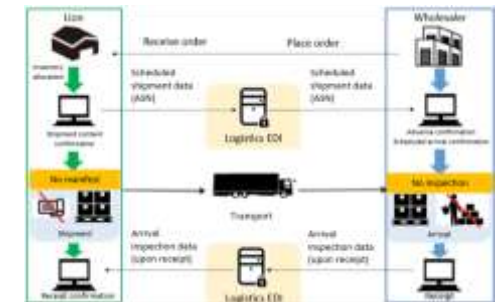 Lion
Wholesaler
Receive order
Place order
Inventory
allocation
Scheduled
shipment data
(ASN)
Scheduled
shipment data
(ASN)
Shipment content
confirmation
Logistics EDI
Advance confirmation
Scheduled arrival confirmation
No manifest
No inspection
Transport
Shipment
Arrival
Arrival
inspection data
(upon receipt)
Arrival
inspection data
(upon receipt)
Receipt confirmation
Logistics EDI
Receipt